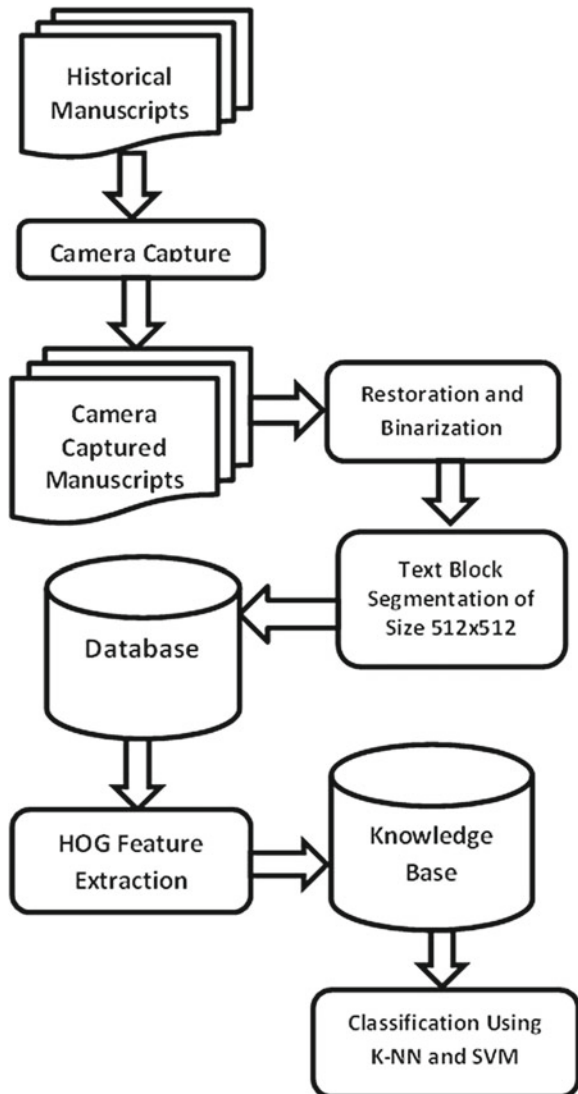 Historical
Manuscripts
Camera Capture
Camera
Captured
Manuscripts
Restoration and
Binarization
Text Block
Segmentation of
Size 512x512
Database
HOG Feature
Extraction
Knowledge
Base
Classification Using
K-NN and SVM